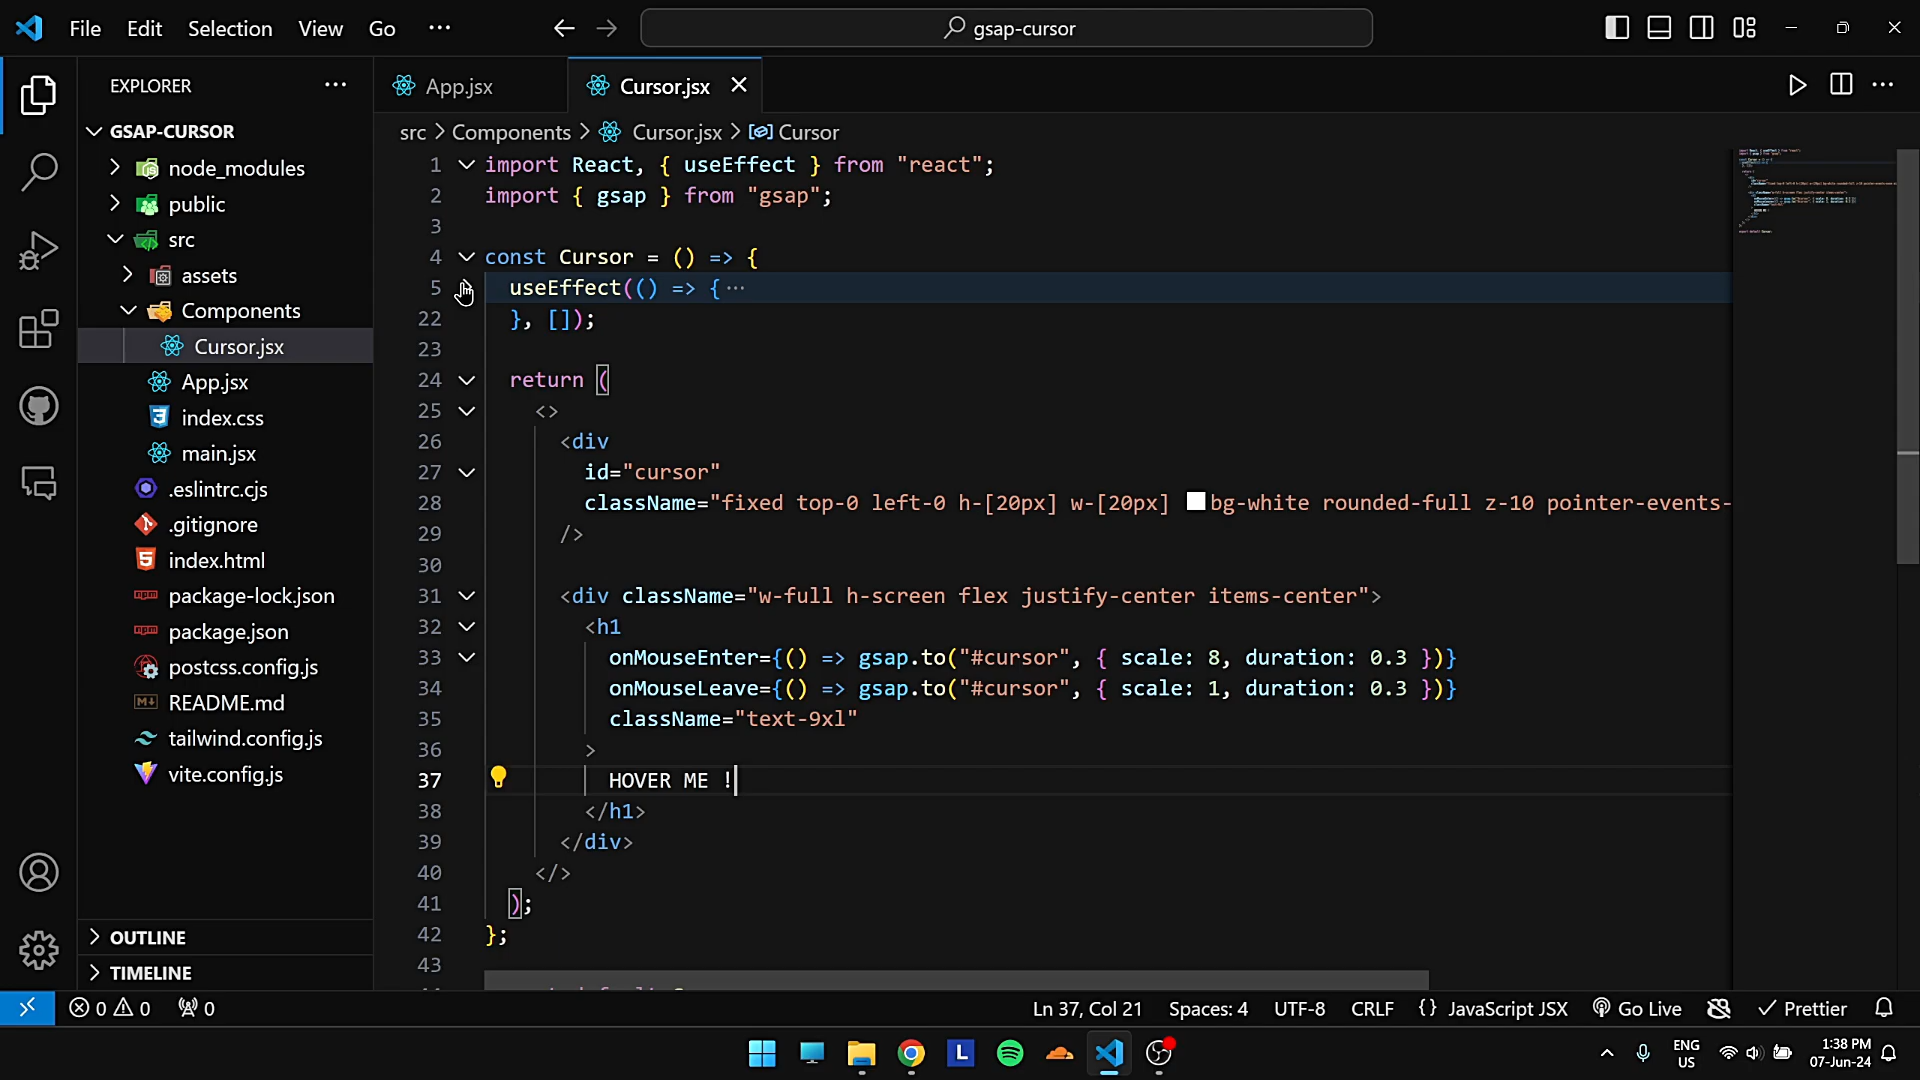 File Edit Selection View Go ··· gsap-cursor
EXPLORER
GSAP-CURSOR
node_modules
public
src
assets
Components
Cursor.jsx
App.jsx
index.css
main.jsx
.eslintrc.cjs
.gitignore
index.html
package-lock.json
package.json
postcss.config.js
README.md
tailwind.config.js
vite.config.js
OUTLINE
TIMELINE
App.jsx Cursor.jsx
src > Components > Cursor.jsx > Cursor
1 import React, { useEffect } from "react";
2 import { gsap } from "gsap";
3
4 const Cursor = () => {
5 useEffect(() => { ···
22 }, []);
23
24 return (
25 <>
26 <div
27 id="cursor"
28 className="fixed top-0 left-0 h-[20px] w-[20px] bg-white rounded-full z-10 pointer-events-
29 />
30
31 <div className="w-full h-screen flex justify-center items-center">
32 <h1
33 onMouseEnter={() => gsap.to("#cursor", { scale: 8, duration: 0.3 })}
34 onMouseLeave={() => gsap.to("#cursor", { scale: 1, duration: 0.3 })}
35 className="text-9xl"
36 >
37 HOVER ME !
38 </h1>
39 </div>
40 </>
41 );
42 };
43
0 0 0 Ln 37, Col 21 Spaces: 4 UTF-8 CRLF {} JavaScript JSX Go Live Prettier
L ENG
US
1:38 PM
07-Jun-24